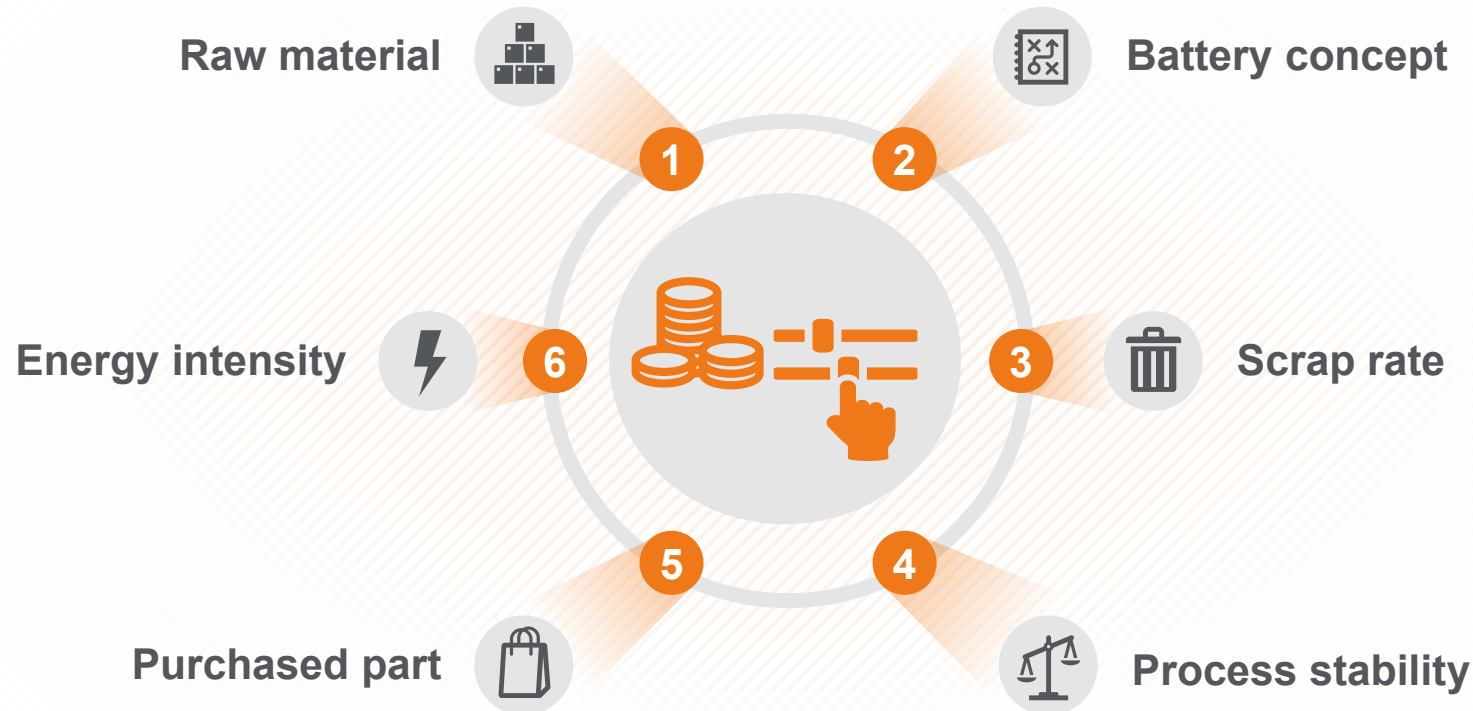 Raw material
1
2
Battery concept
Energy intensity
6
3
Scrap rate
Purchased part
5
4
Process stability